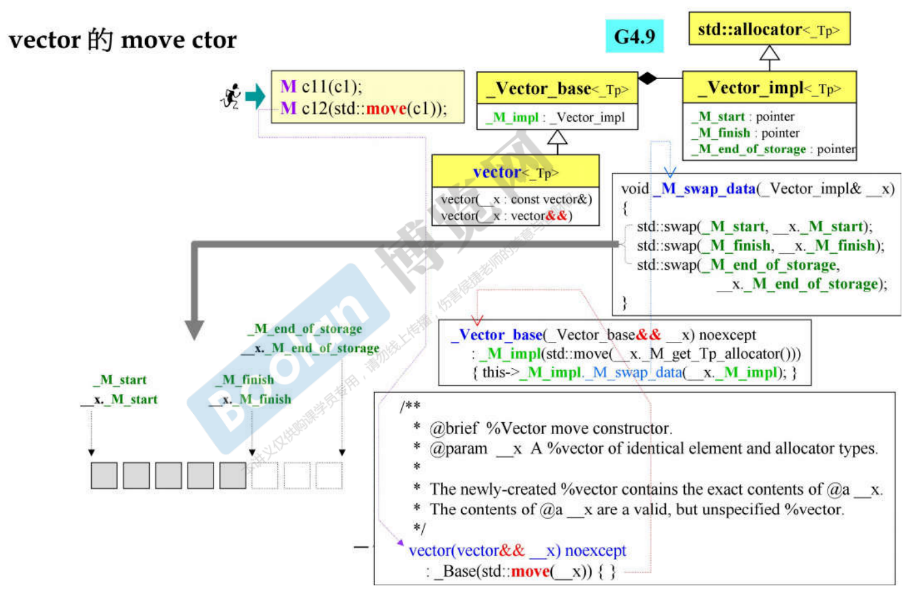 vector 的 move ctor
G4.9
std::allocator<_Tp>
M c11(c1);
M c12(std::move(c1));
_Vector_base<_Tp>
_M_impl : _Vector_impl
_Vector_impl<_Tp>
_M_start : pointer
_M_finish : pointer
_M_end_of_storage : pointer
vector<_Tp>
vector(__x : const vector&)
vector(__x : vector&&)
void _M_swap_data(_Vector_impl& __x)
{
std::swap(_M_start, __x._M_start);
std::swap(_M_finish, __x._M_finish);
std::swap(_M_end_of_storage,
__x._M_end_of_storage);
}
_Vector_base(_Vector_base&& __x) noexcept
: _M_impl(std::move(__x._M_get_Tp_allocator()))
{ this->_M_impl._M_swap_data(__x._M_impl); }
_M_end_of_storage
__x._M_end_of_storage
_M_start
__x._M_start
_M_finish
__x._M_finish
/**
* @brief %Vector move constructor.
* @param __x A %vector of identical element and allocator types.
*
* The newly-created %vector contains the exact contents of @a __x.
* The contents of @a __x are a valid, but unspecified %vector.
*/
vector(vector&& __x) noexcept
: _Base(std::move(__x)) { }
Boolan
博览网